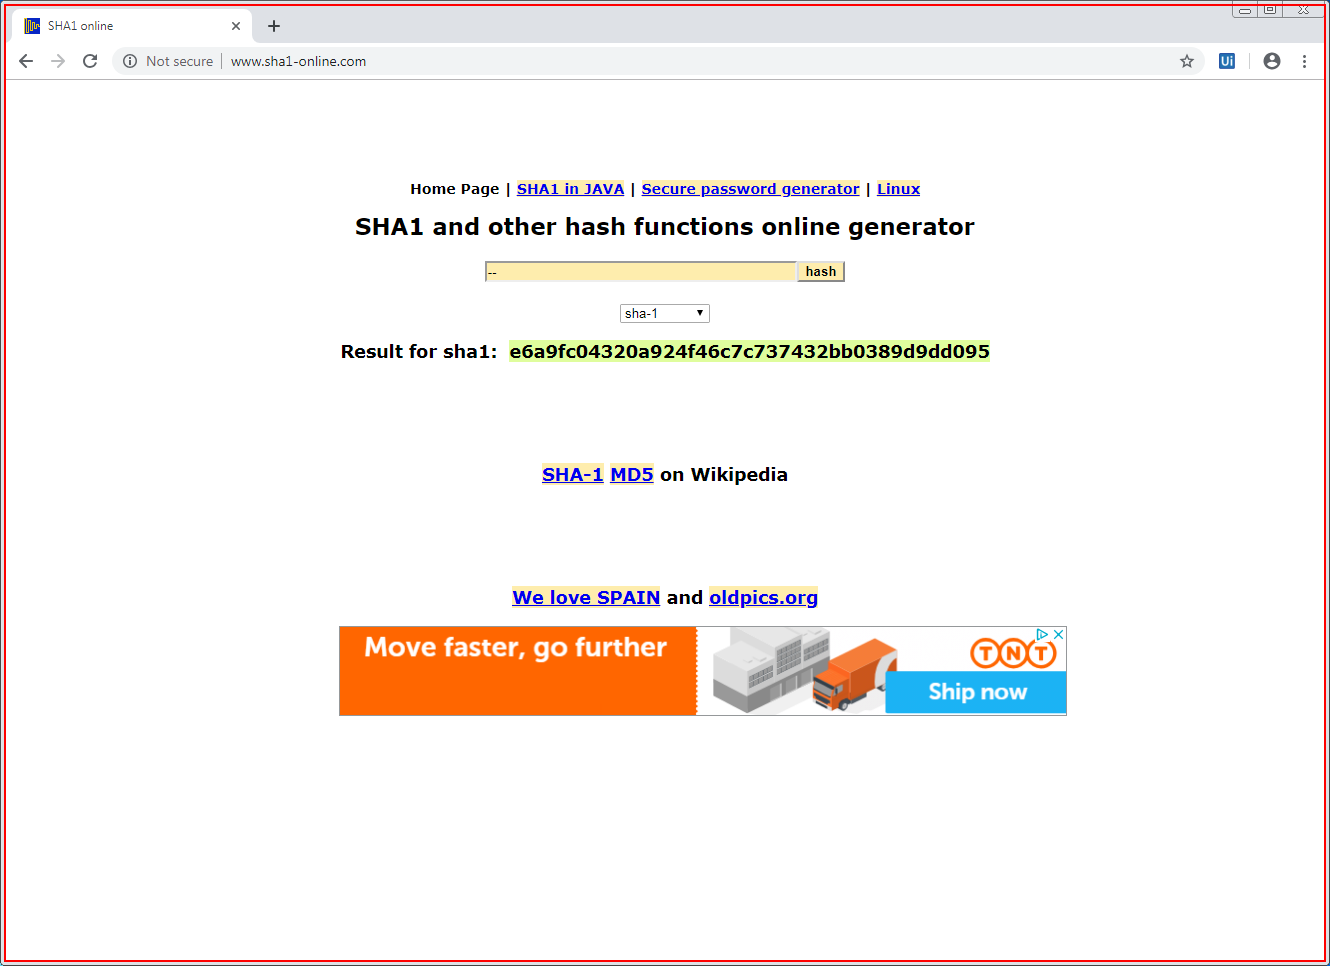 SHA1 online
Not secure | www.sha1-online.com
Ui
Home Page | SHA1 in JAVA | Secure password generator | Linux
SHA1 and other hash functions online generator
-- hash
sha-1
Result for sha1: e6a9fc04320a924f46c7c737432bb0389d9dd095
SHA-1 MD5 on Wikipedia
We love SPAIN and oldpics.org
Move faster, go further
TNT
Ship now